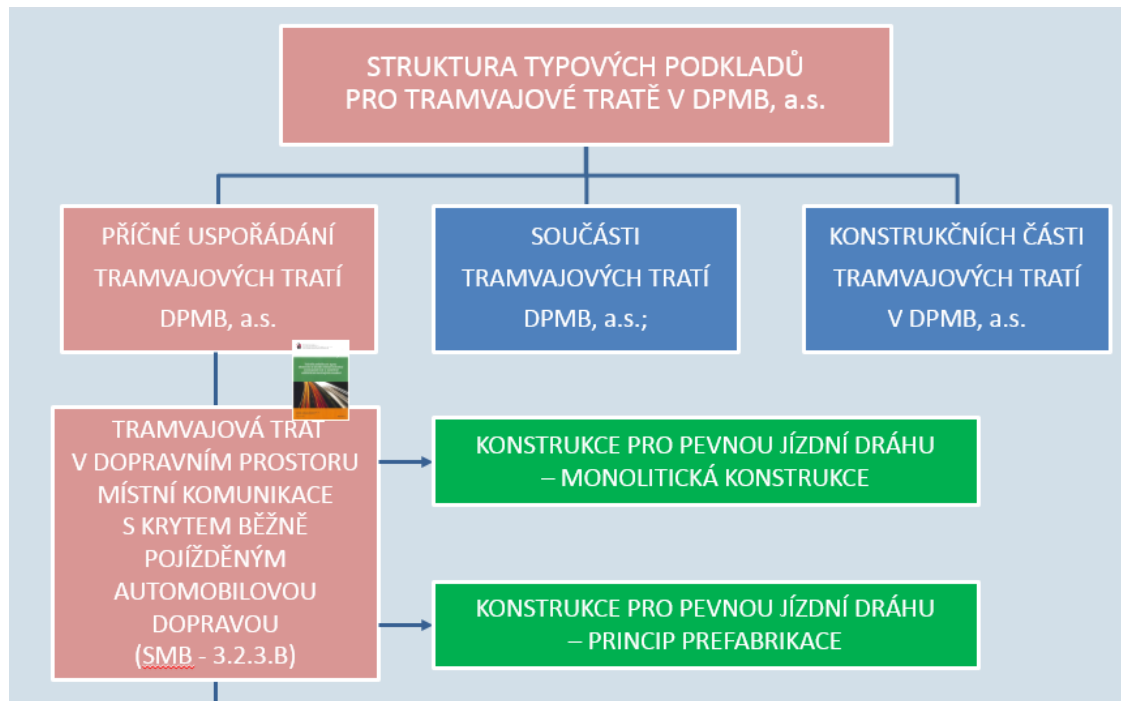 STRUKTURA TYPOVÝCH PODKLADŮ
PRO TRAMVAJOVÉ TRATĚ V DPMB, a.s.
PŘÍČNÉ USPOŘÁDÁNÍ
TRAMVAJOVÝCH TRATÍ
DPMB, a.s.
SOUČÁSTI
TRAMVAJOVÝCH TRATÍ
DPMB, a.s.;
KONSTRUKČNÍCH ČÁSTI
TRAMVAJOVÝCH TRATÍ
V DPMB, a.s.
TRAMVAJOVÁ TRAŤ
V DOPRAVNÍM PROSTORU
MÍSTNÍ KOMUNIKACE
S KRYTEM BĚŽNĚ
POJÍŽDĚNÝM
AUTOMOBILOVOU
DOPRAVOU
(SMB - 3.2.3.B)
KONSTRUKCE PRO PEVNOU JÍZDNÍ DRÁHU
– MONOLITICKÁ KONSTRUKCE
KONSTRUKCE PRO PEVNOU JÍZDNÍ DRÁHU
– PRINCIP PREFABRIKACE